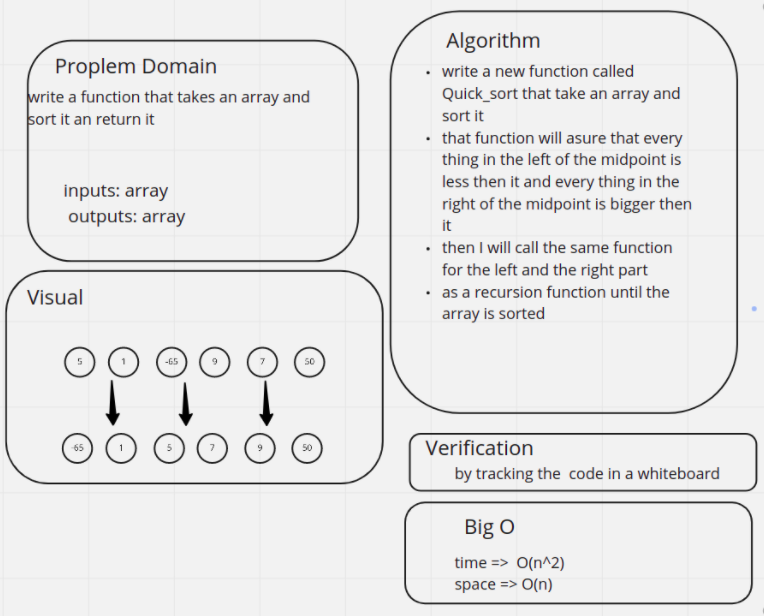 Proplem Domain
write a function that takes an array and
sort it an return it
inputs: array
outputs: array
Visual
5 1 -65 9 7 50
-65 1 5 7 9 50
Algorithm
• write a new function called
Quick_sort that take an array and
sort it
• that function will asure that every
thing in the left of the midpoint is
less then it and every thing in the
right of the midpoint is bigger then
it
• then I will call the same function
for the left and the right part
• as a recursion function until the
array is sorted
Verification
by tracking the code in a whiteboard
Big O
time => O(n^2)
space => O(n)